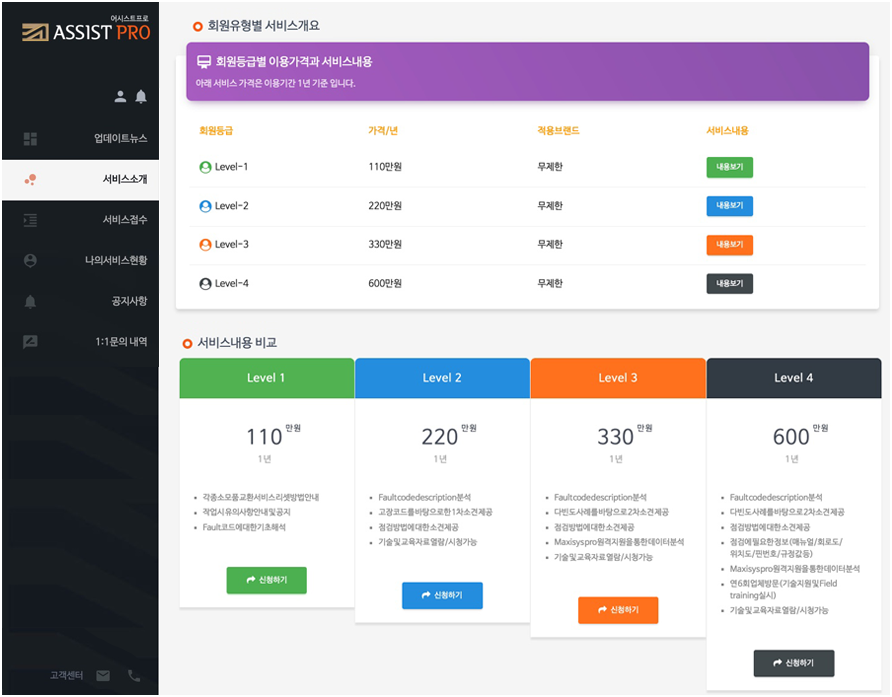 어시스트프로
ASSIST PRO
업데이트뉴스
서비스소개
서비스접수
나의서비스현황
공지사항
1:1문의 내역
고객센터
회원유형별 서비스개요
회원등급별 이용가격과 서비스내용
아래 서비스 가격은 이용기간 1년 기준 입니다.
회원등급 가격/년 적용브랜드 서비스내용
Level-1 110만원 무제한 내용보기
Level-2 220만원 무제한 내용보기
Level-3 330만원 무제한 내용보기
Level-4 600만원 무제한 내용보기
서비스내용 비교
Level 1
110 만원
1년
각종소모품교환서비스리셋방법안내
작업시유의사항안내및공지
Fault코드에대한기초해석
신청하기
Level 2
220 만원
1년
Faultcodedescription분석
고장코드를바탕으로한1차소견제공
점검방법에대한소견제공
기술및교육자료열람/시청가능
신청하기
Level 3
330 만원
1년
Faultcodedescription분석
다빈도사례를바탕으로2차소견제공
점검방법에대한소견제공
Maxisyspro원격지원을통한데이터분석
기술및교육자료열람/시청가능
신청하기
Level 4
600 만원
1년
Faultcodedescription분석
다빈도사례를바탕으로2차소견제공
점검방법에대한소견제공
점검에필요한정보(매뉴얼/회로도/
위치도/핀번호/규정값등)
Maxisyspro원격지원을통한데이터분석
연6회업체방문(기술지원및Field
training실시)
기술및교육자료열람/시청가능
신청하기